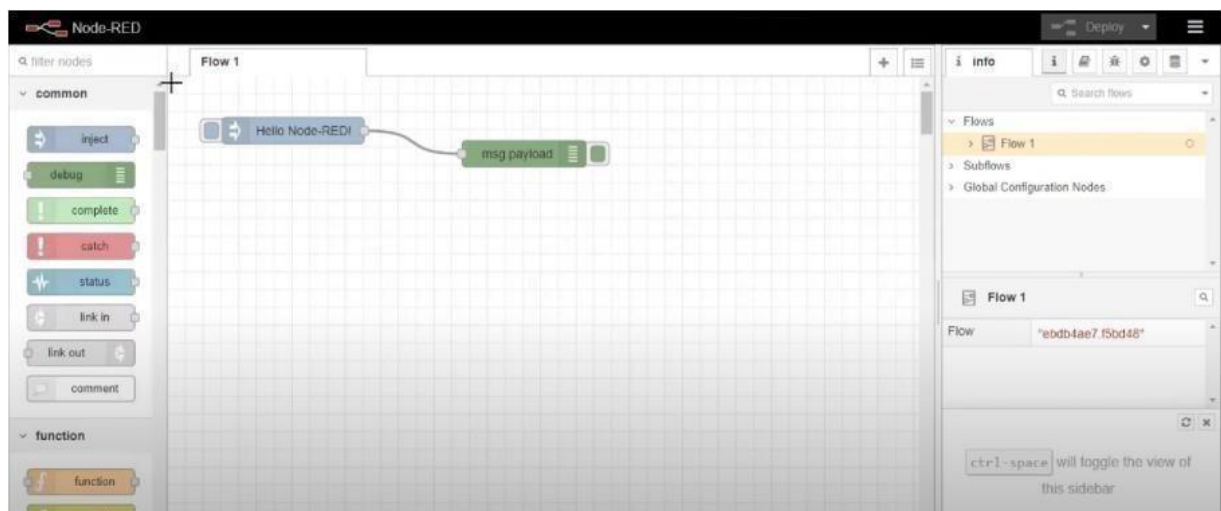 Node-RED
Deploy
filter nodes
Flow 1
info
Search flows
common
inject
debug
complete
catch
status
link in
link out
comment
function
function
Hello Node-RED!
msg.payload
Flows
Flow 1
Subflows
Global Configuration Nodes
Flow 1
Flow
"ebdb4ae7.f5bd48"
ctrl-space will toggle the view of
this sidebar